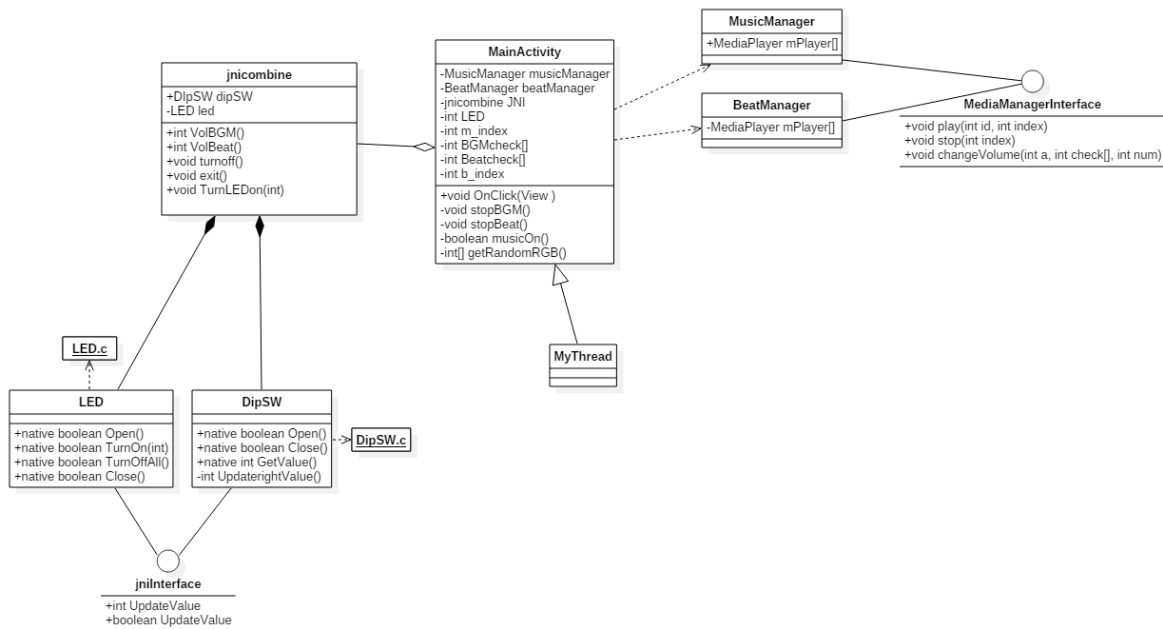 MusicManager
+MediaPlayer mPlayer[]
MainActivity
-MusicManager musicManager
-BeatManager beatManager
-jnicombine JNI
-int LED
-int m_index
-int BGMcheck[]
-int Beatcheck[]
-int b_index
+void OnClick(View )
-void stopBGM()
-void stopBeat()
-boolean musicOn()
-int[] getRandomRGB()
jnicombine
+DIpSW dipSW
-LED led
+int VolBGM()
+int VolBeat()
+void turnoff()
+void exit()
+void TurnLEDon(int)
BeatManager
-MediaPlayer mPlayer[]
MediaManagerInterface
+void play(int id, int index)
+void stop(int index)
+void changeVolume(int a, int check[], int num)
MyThread
LED.c
LED
+native boolean Open()
+native boolean TurnOn(int)
+native boolean TurnOffAll()
+native boolean Close()
DipSW
+native boolean Open()
+native boolean Close()
+native int GetValue()
-int UpdaterightValue()
DipSW.c
jniInterface
+int UpdateValue
+boolean UpdateValue